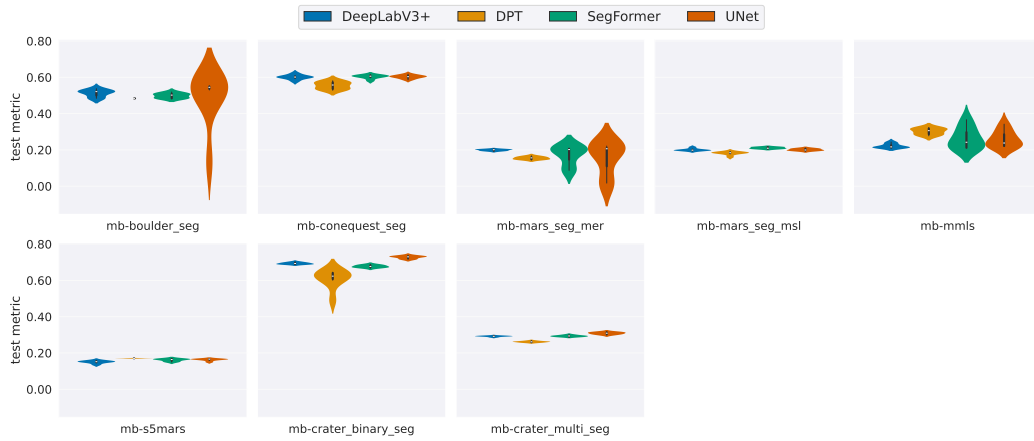 DeepLabV3+ DPT SegFormer UNet
0.80
0.60
0.40
0.20
0.00
test metric
mb-boulder_seg mb-conequest_seg mb-mars_seg_mer mb-mars_seg_msl mb-mmls
0.80
0.60
0.40
0.20
0.00
test metric
mb-s5mars mb-crater_binary_seg mb-crater_multi_seg